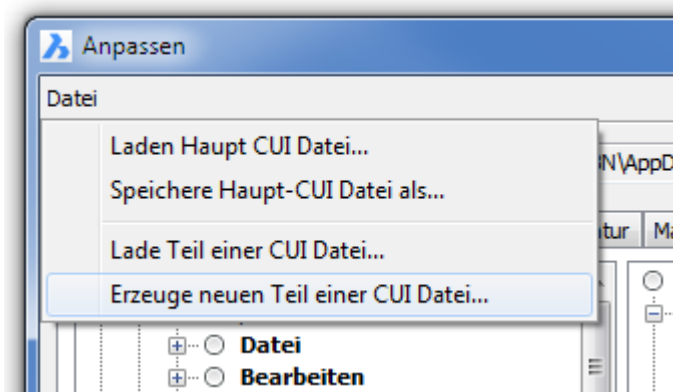 Anpassen
Datei
Laden Haupt CUI Datei...
Speichere Haupt-CUI Datei als...
Lade Teil einer CUI Datei...
Erzeuge neuen Teil einer CUI Datei...
Datei
Bearbeiten